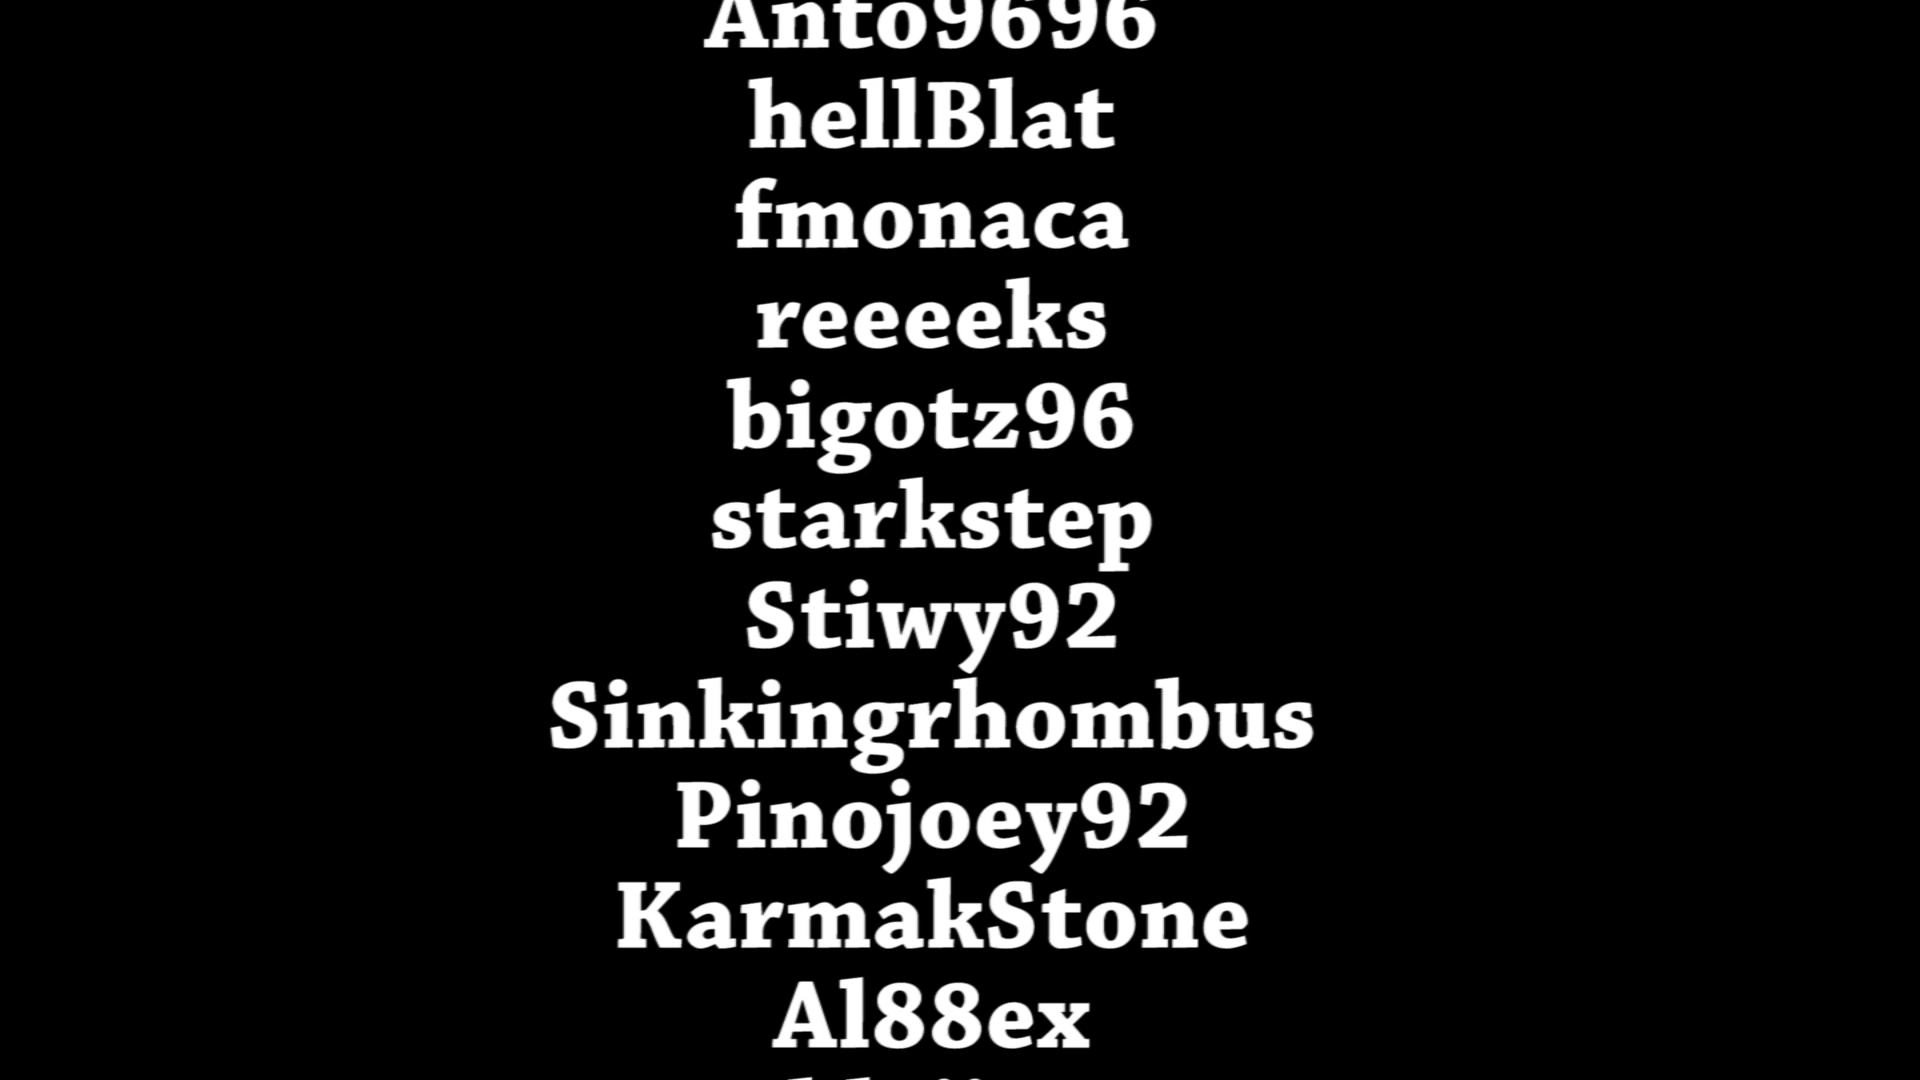 Anto9696
hellBlat
fmonaca
reeeeks
bigotz96
starkstep
Stiwy92
Sinkingrhombus
Pinojoey92
KarmakStone
Al88ex